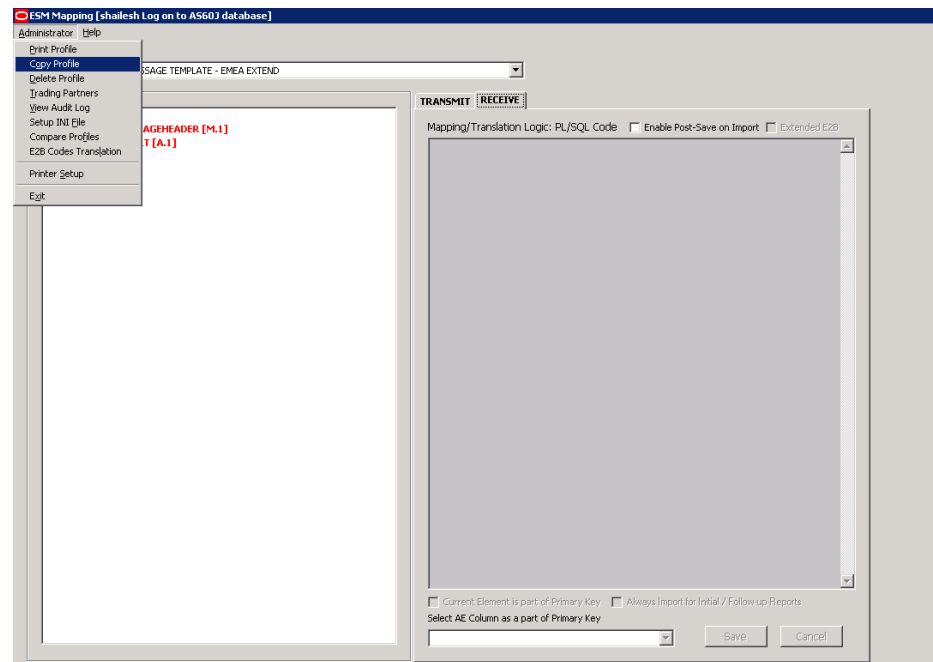 ESM Mapping [shailesh Log on to AS60J database]
Administrator Help
Print Profile
Copy Profile
SSAGE TEMPLATE - EMEA EXTEND
Delete Profile
Trading Partners
View Audit Log
Setup INI File
Compare Profiles
E2B Codes Translation
Printer Setup
Exit
AGEHEADER [M.1]
T [A.1]
TRANSMIT RECEIVE
Mapping/Translation Logic: PL/SQL Code Enable Post-Save on Import Extended E2B
Current Element is part of Primary Key Always Import for Initial / Follow-up Reports
Select AE Column as a part of Primary Key
Save Cancel